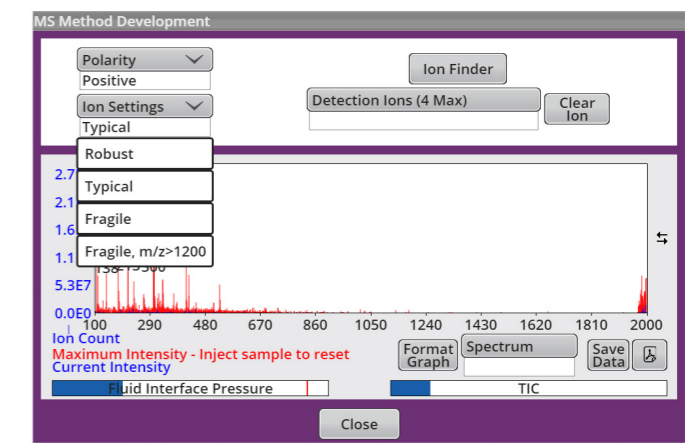 MS Method Development
Polarity
Positive
Ion Finder
Ion Settings
Typical
Detection Ions (4 Max)
Clear
Ion
Robust
Typical
Fragile
Fragile, m/z>1200
2.7
2.1
1.6
1.1
5.3E7
0.0E0
100 290 480 670 860 1050 1240 1430 1620 1810 2000
Ion Count
Maximum Intensity - Inject sample to reset
Current Intensity
Format
Graph
Spectrum
Save
Data
Fluid Interface Pressure
TIC
Close